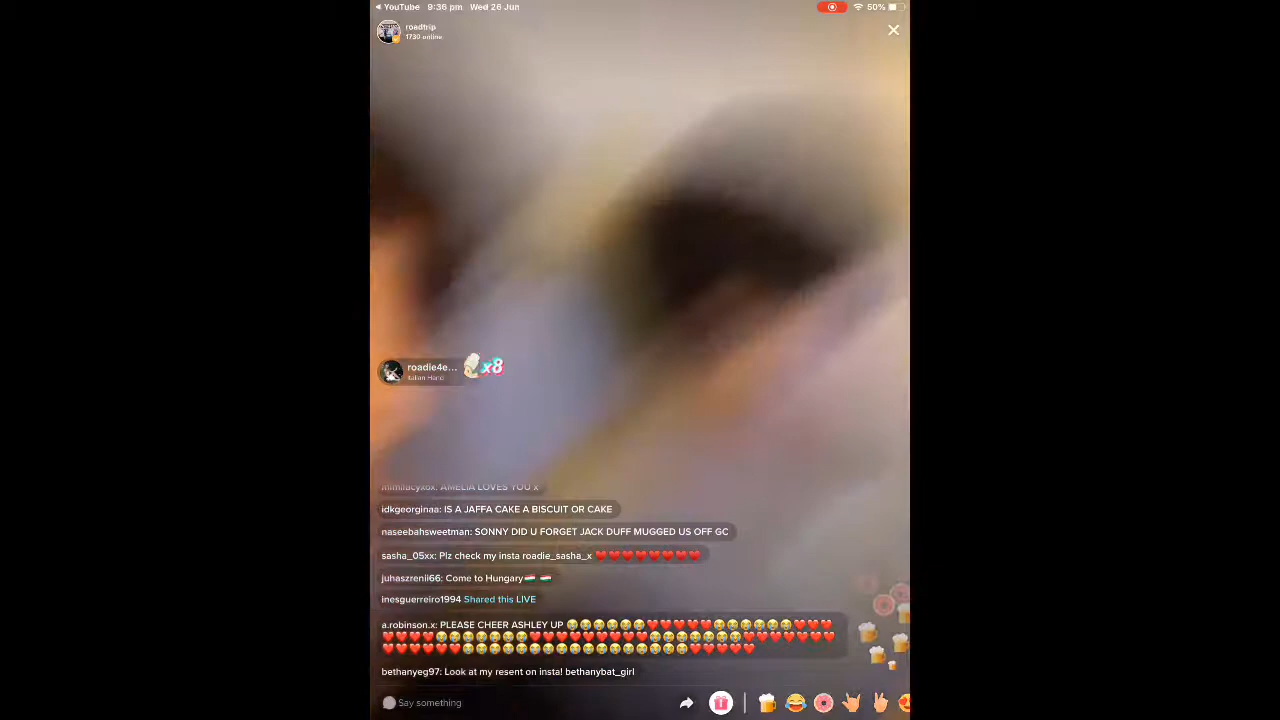 YouTube 9:36 pm Wed 26 Jun 50%
roadtrip
1730 online
roadie4e... x8
Italian Hand
mimilacyxox: AMELIA LOVES YOU x
idkgeorginaa: IS A JAFFA CAKE A BISCUIT OR CAKE
naseebahsweetman: SONNY DID U FORGET JACK DUFF MUGGED US OFF GC
sasha_05xx: Plz check my insta roadie_sasha_x ❤️❤️❤️❤️❤️❤️❤️❤️
juhaszrenii66: Come to Hungary🇭🇺 🇭🇺
inesguerreiro1994 Shared this LIVE
a.robinson.x: PLEASE CHEER ASHLEY UP 😭😭😭😭😭😭❤️❤️❤️❤️❤️😭😭😭😭😭😭❤️❤️❤️
❤️❤️❤️❤️😭😭😭😭😭😭😭❤️❤️❤️❤️❤️❤️❤️❤️❤️😭😭😭😭😭😭😭❤️❤️❤️❤️❤️❤️❤️
❤️❤️❤️❤️❤️❤️😭😭😭😭😭😭😭😭😭😭😭😭😭😭😭😭😭❤️❤️❤️❤️❤️
bethanyeg97: Look at my resent on insta! bethanybat_girl
Say something